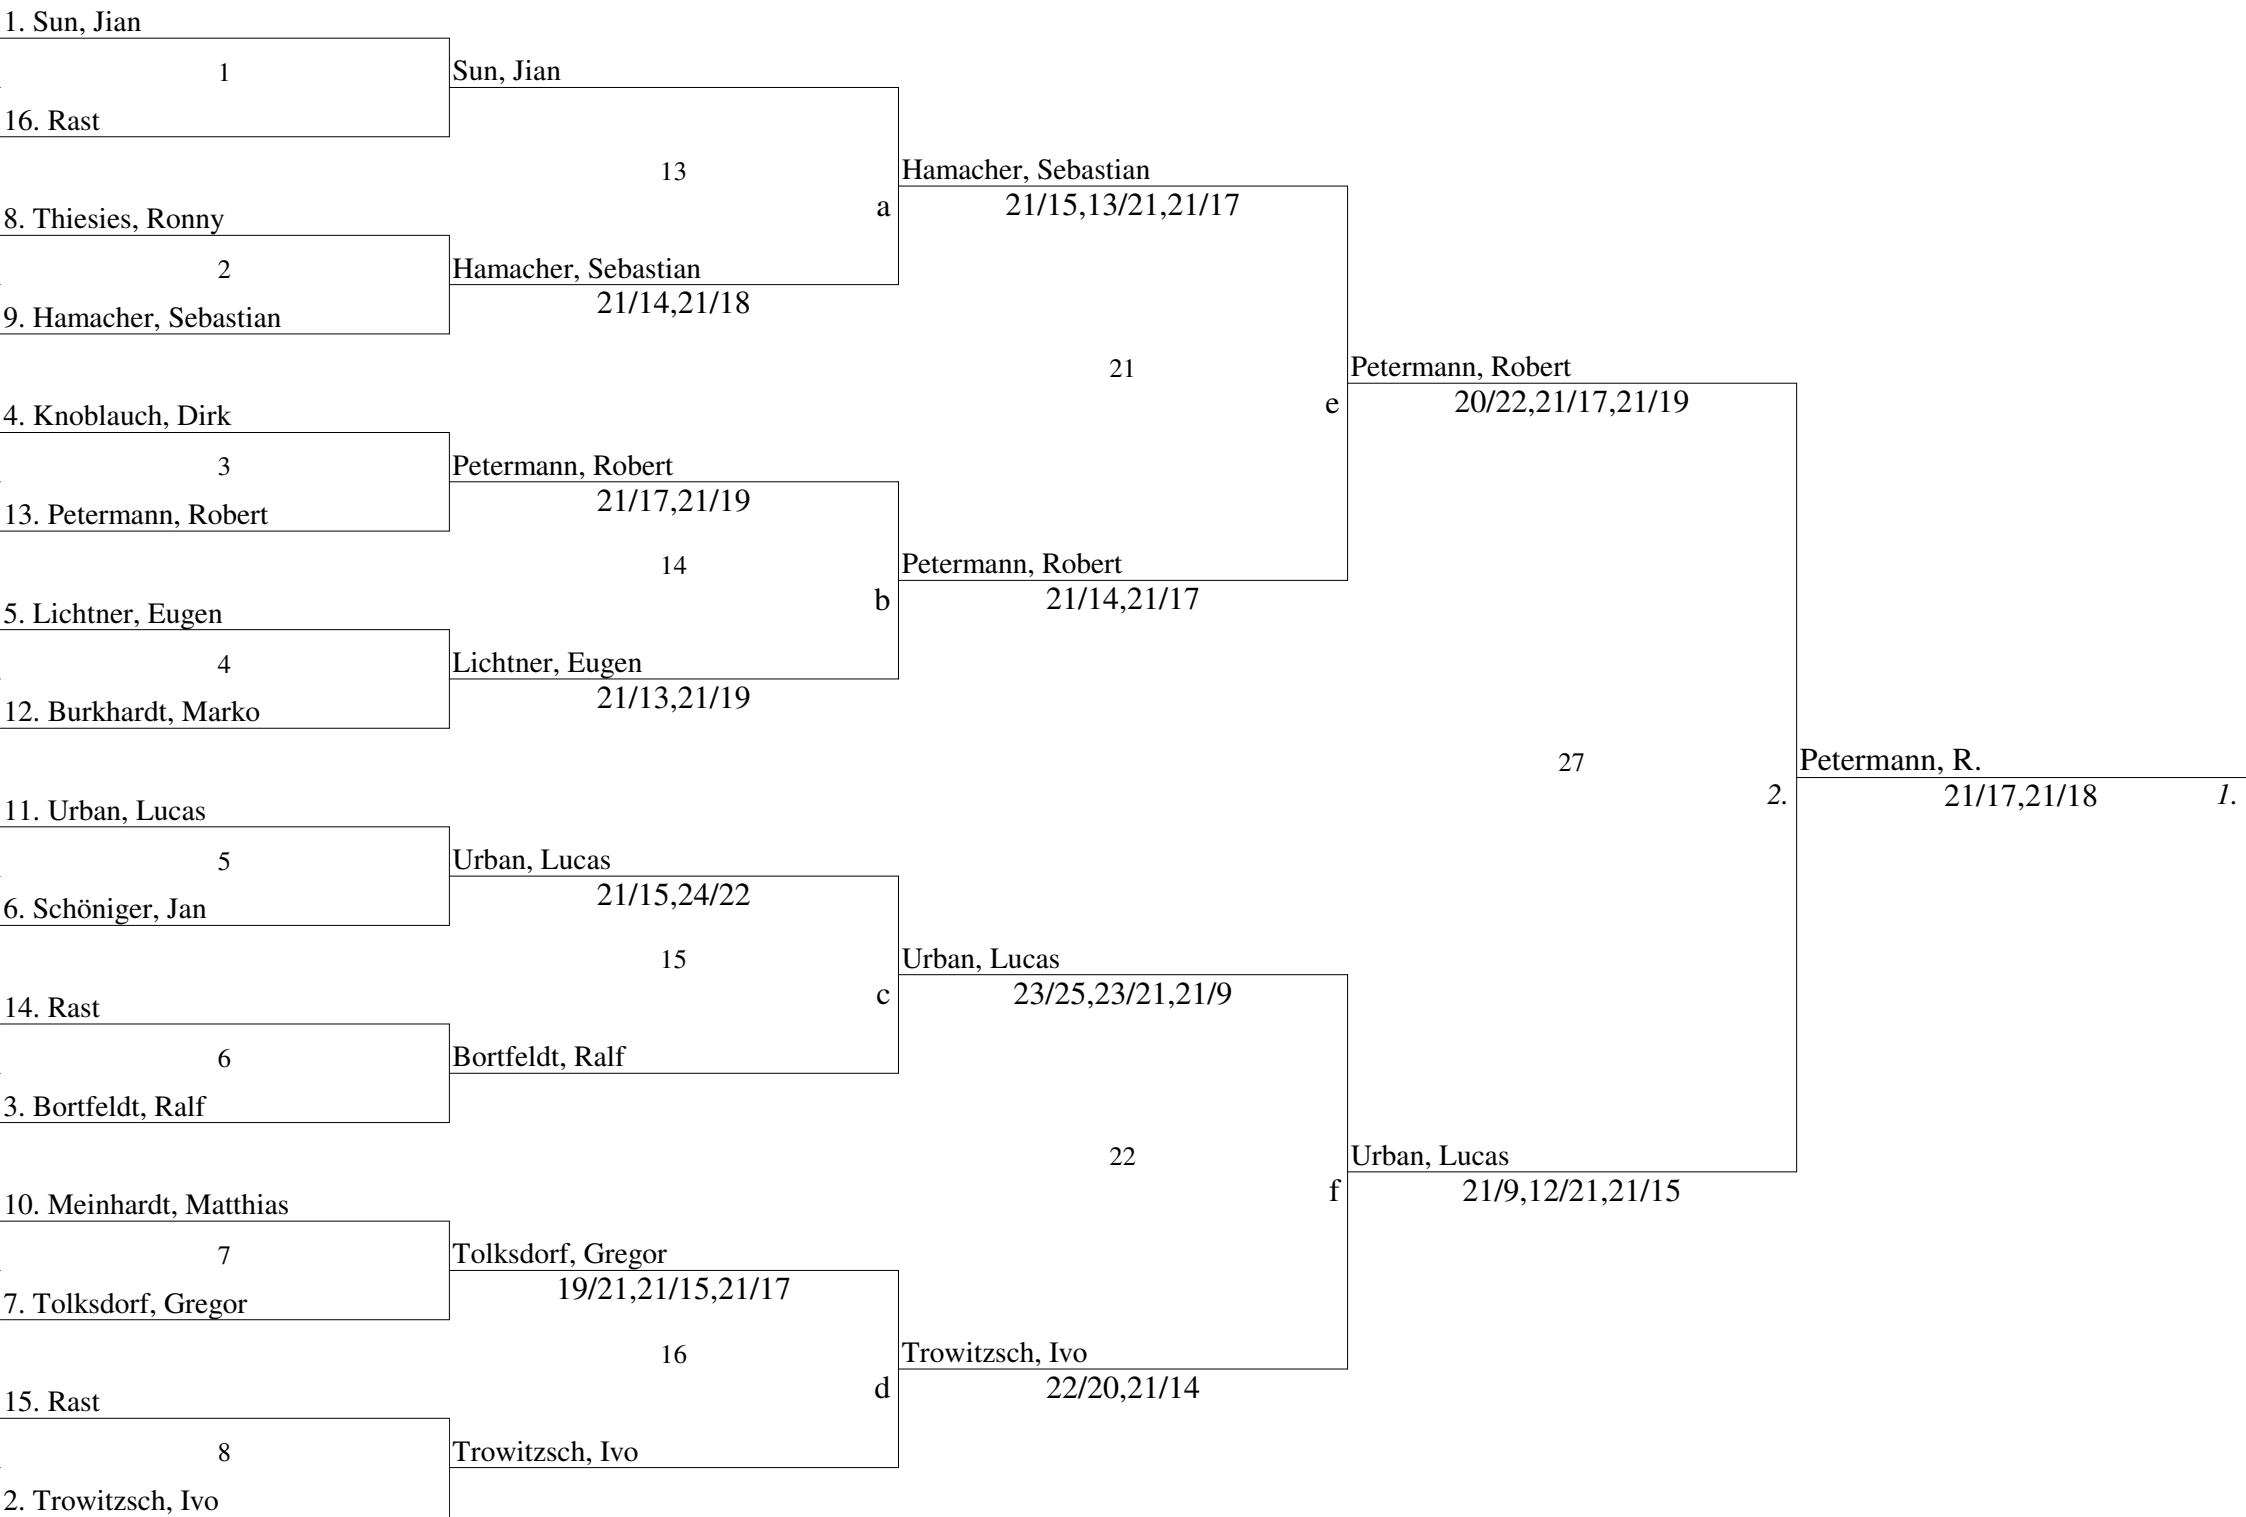 1. Sun, Jian
1
Sun, Jian
16. Rast
13
Hamacher, Sebastian
21/15,13/21,21/17
a
8. Thiesies, Ronny
2
Hamacher, Sebastian
21/14,21/18
9. Hamacher, Sebastian
21
Petermann, Robert
20/22,21/17,21/19
e
4. Knoblauch, Dirk
3
Petermann, Robert
21/17,21/19
13. Petermann, Robert
14
Petermann, Robert
21/14,21/17
b
5. Lichtner, Eugen
4
Lichtner, Eugen
21/13,21/19
12. Burkhardt, Marko
27
Petermann, R.
2.
21/17,21/18
1.
11. Urban, Lucas
5
Urban, Lucas
21/15,24/22
6. Schöniger, Jan
15
Urban, Lucas
23/25,23/21,21/9
c
14. Rast
6
Bortfeldt, Ralf
3. Bortfeldt, Ralf
22
Urban, Lucas
21/9,12/21,21/15
f
10. Meinhardt, Matthias
7
Tolksdorf, Gregor
19/21,21/15,21/17
7. Tolksdorf, Gregor
16
Trowitzsch, Ivo
22/20,21/14
d
15. Rast
8
Trowitzsch, Ivo
2. Trowitzsch, Ivo